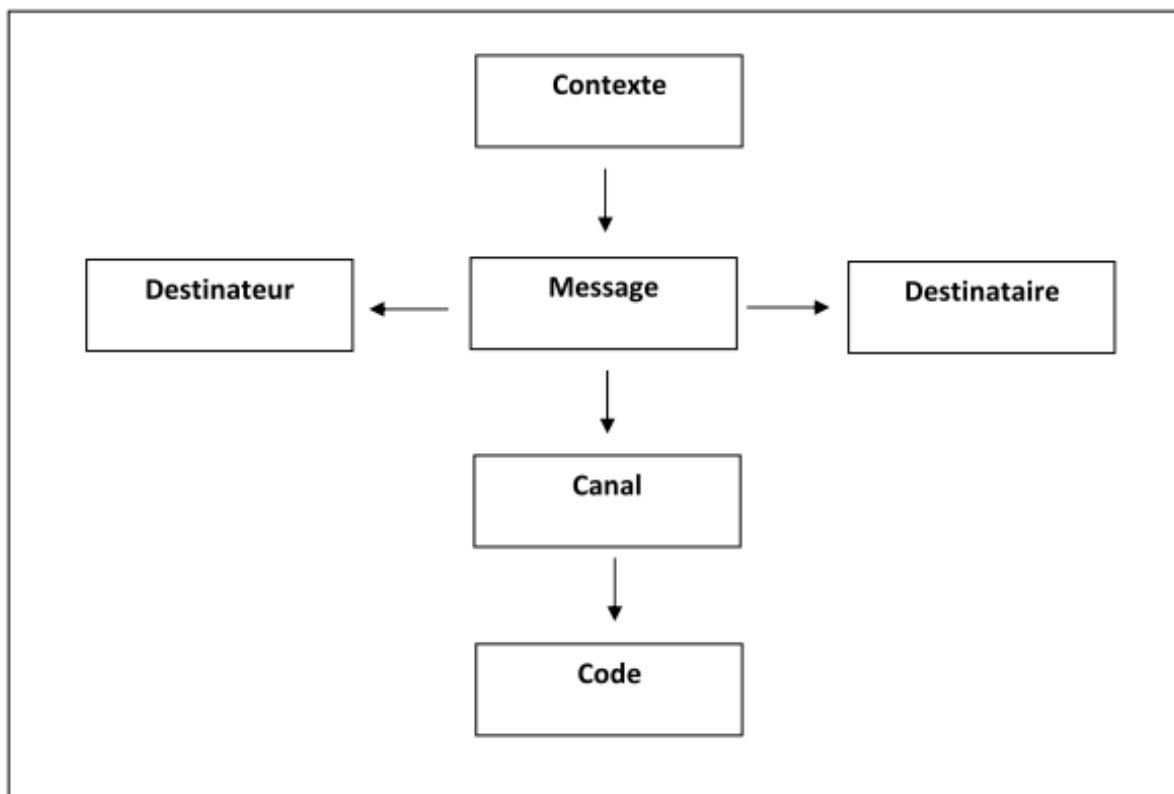 Contexte
Destinateur
Message
Destinataire
Canal
Code